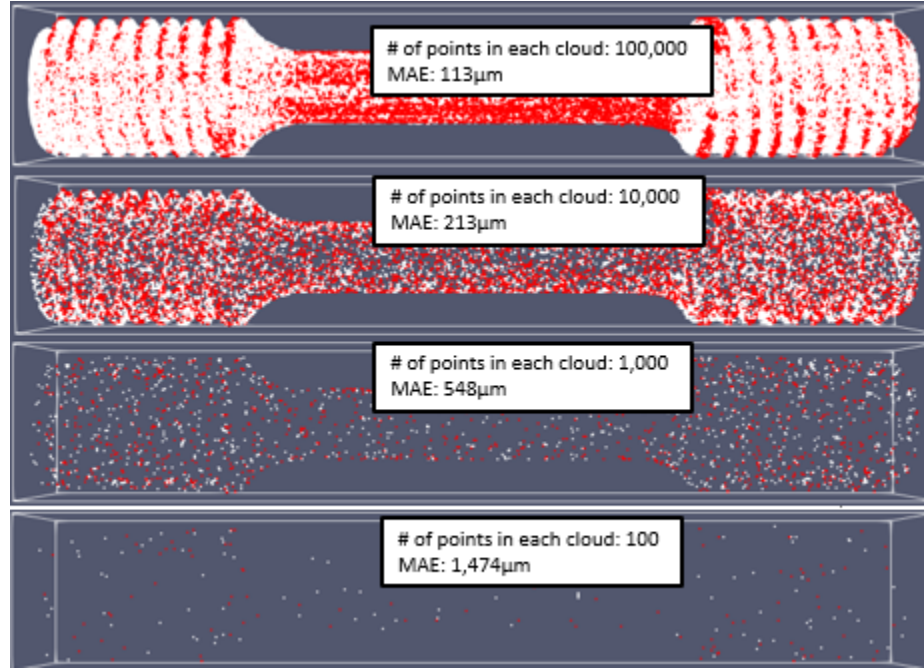 # of points in each cloud: 100,000
MAE: 113µm
# of points in each cloud: 10,000
MAE: 213µm
# of points in each cloud: 1,000
MAE: 548µm
# of points in each cloud: 100
MAE: 1,474µm